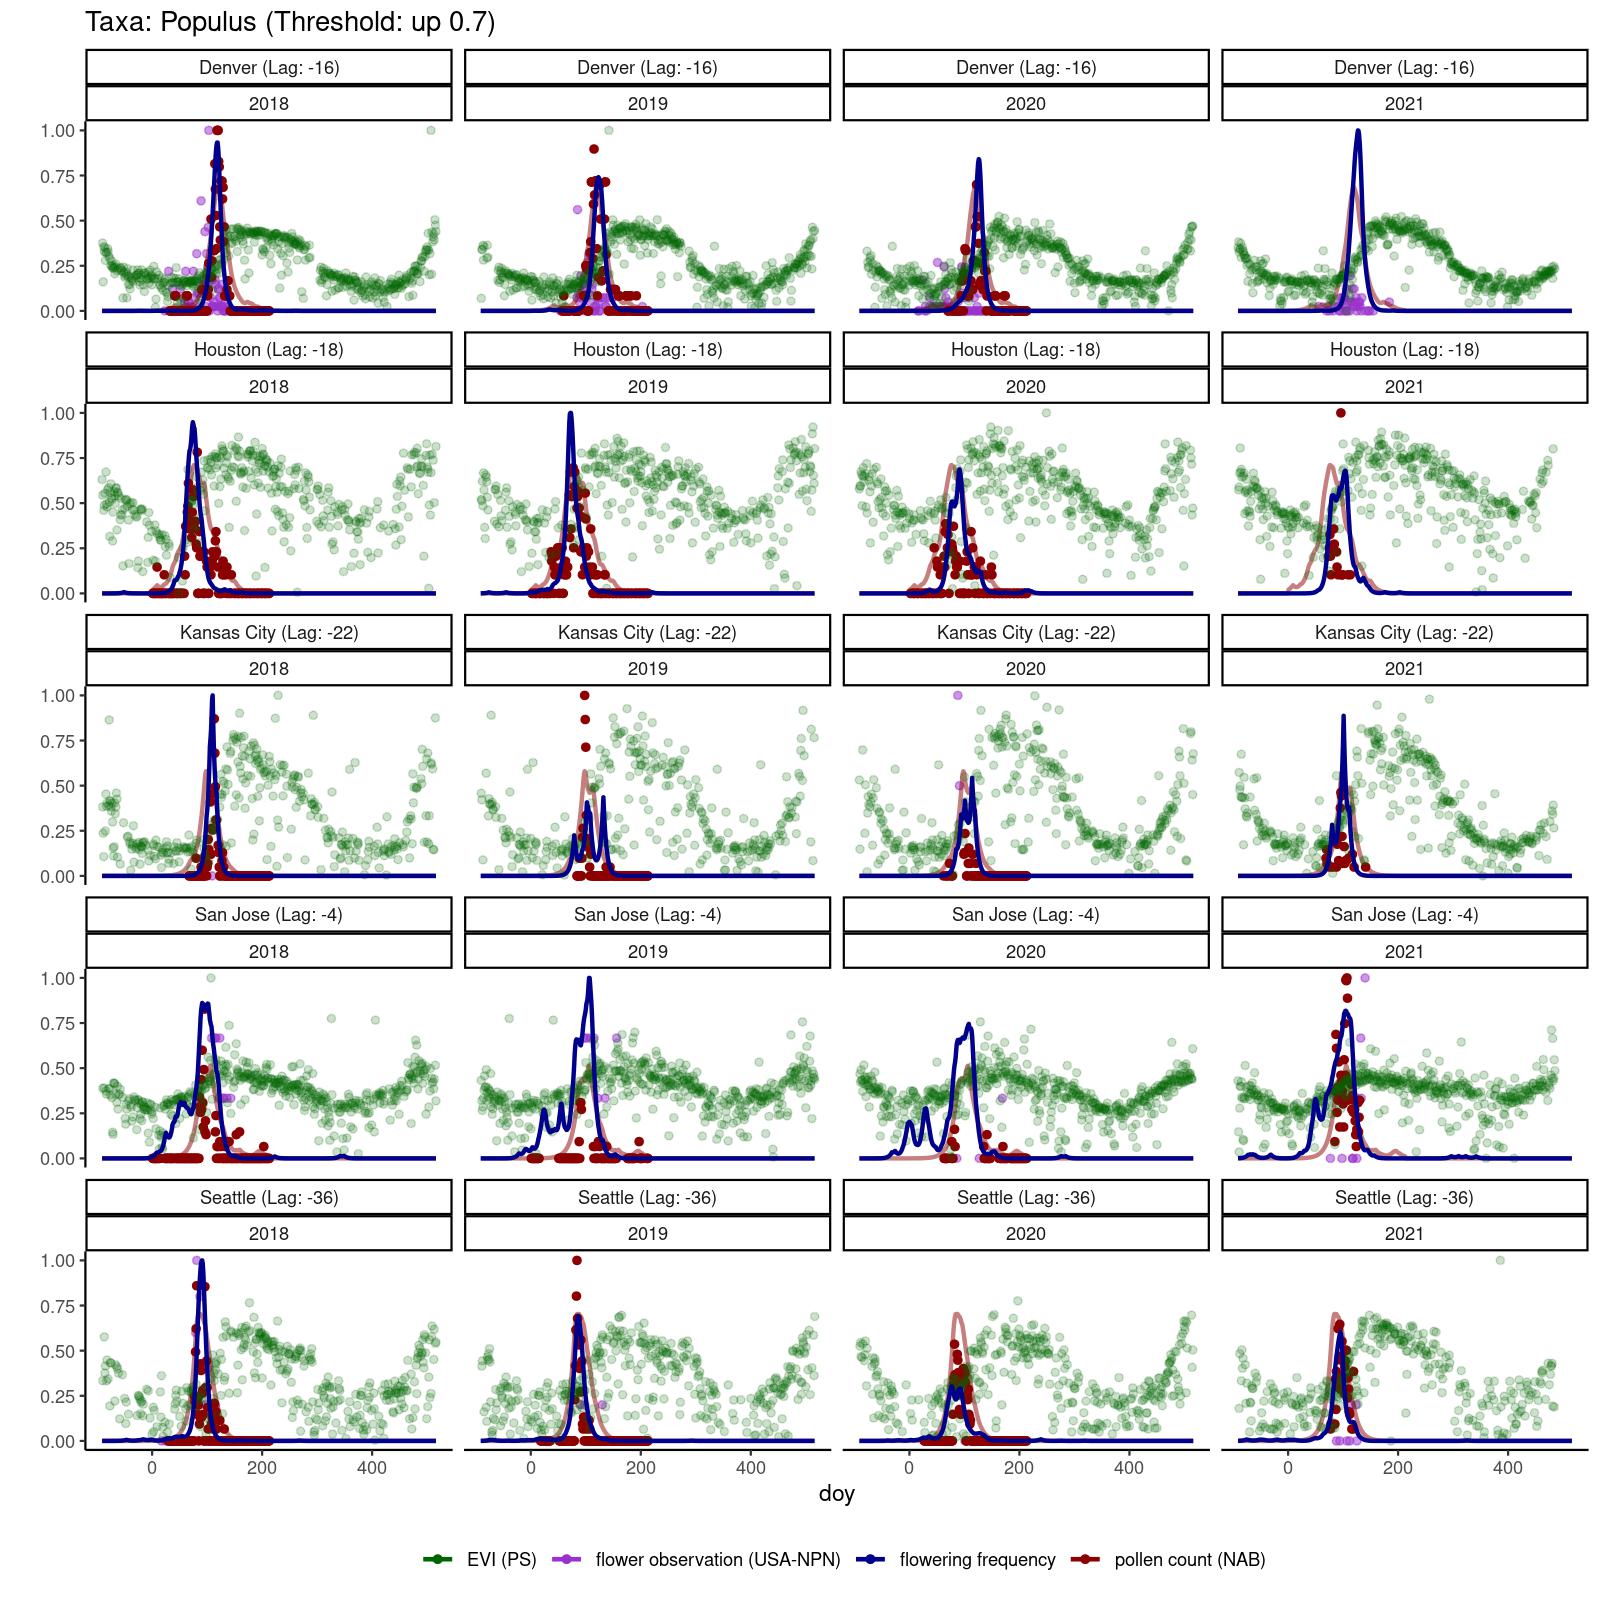 Taxa: Populus (Threshold: up 0.7)
Denver (Lag: -16) Denver (Lag: -16) Denver (Lag: -16) Denver (Lag: -16)
2018 2019 2020 2021
1.00
0.75
0.50
0.25
0.00
Houston (Lag: -18) Houston (Lag: -18) Houston (Lag: -18) Houston (Lag: -18)
2018 2019 2020 2021
1.00
0.75
0.50
0.25
0.00
Kansas City (Lag: -22) Kansas City (Lag: -22) Kansas City (Lag: -22) Kansas City (Lag: -22)
2018 2019 2020 2021
1.00
0.75
0.50
0.25
0.00
San Jose (Lag: -4) San Jose (Lag: -4) San Jose (Lag: -4) San Jose (Lag: -4)
2018 2019 2020 2021
1.00
0.75
0.50
0.25
0.00
Seattle (Lag: -36) Seattle (Lag: -36) Seattle (Lag: -36) Seattle (Lag: -36)
2018 2019 2020 2021
1.00
0.75
0.50
0.25
0.00
0 200 400 0 200 400 0 200 400 0 200 400
doy
EVI (PS) flower observation (USA-NPN) flowering frequency pollen count (NAB)